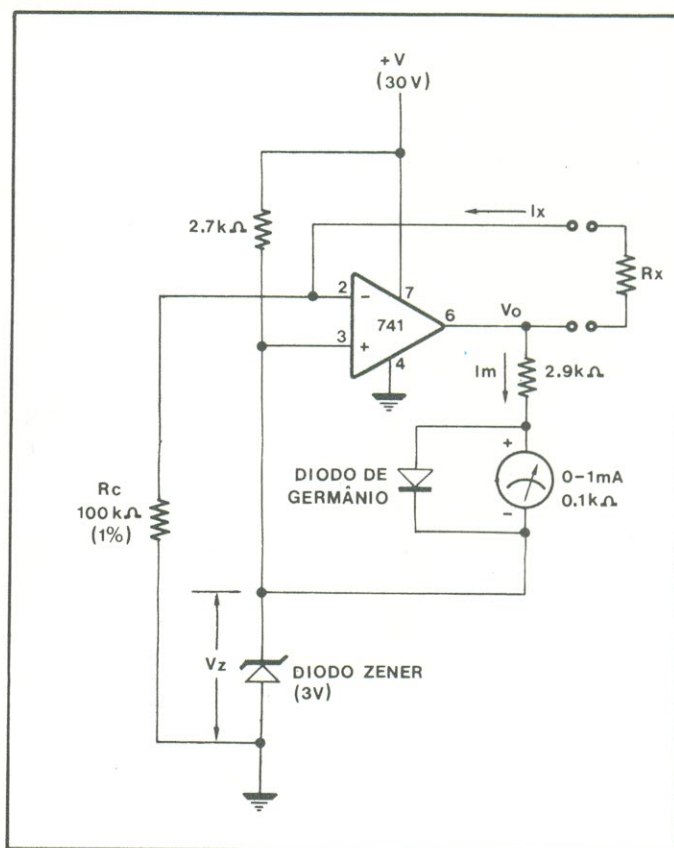 +V
(30V)
2.7kΩ
Ix
Rx
2
-
7
741
6
Vo
3
+
4
Im
2.9kΩ
+
DIODO DE
GERMÂNIO
0-1mA
0.1kΩ
-
Rc
100kΩ
(1%)
Vz
DIODO ZENER
(3V)